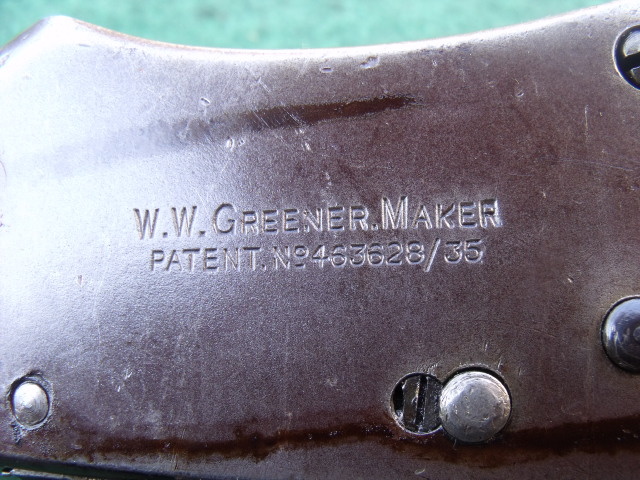 W.W. GREENER. MAKER
PATENT. Nº463628/35